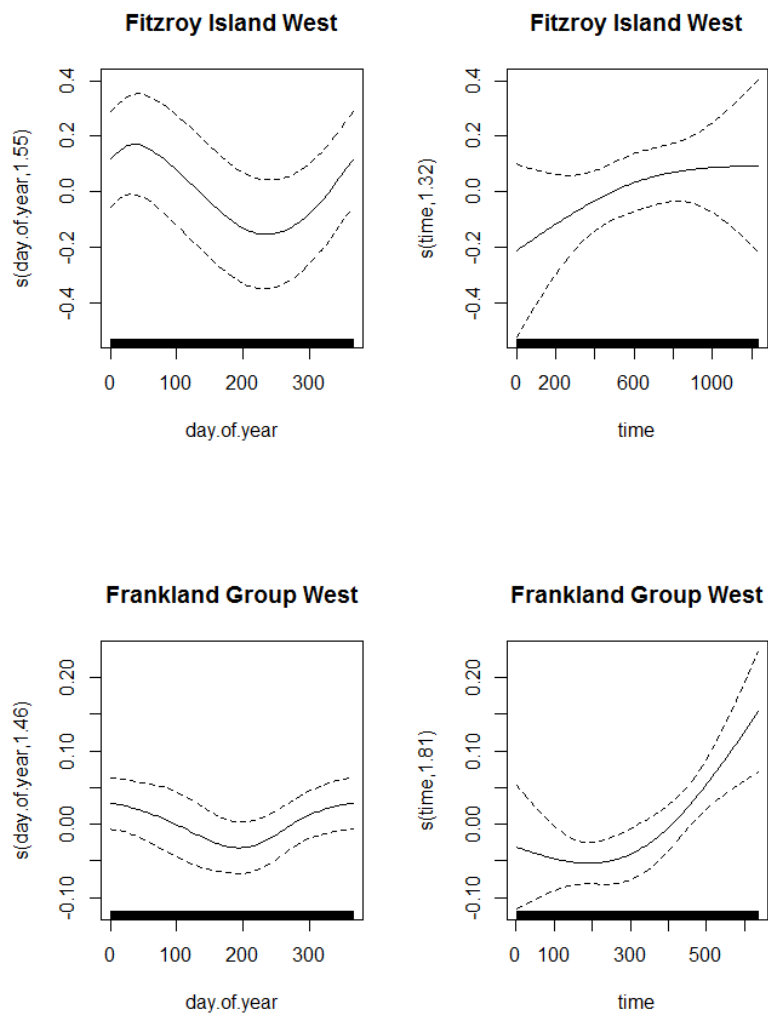 Fitzroy Island West
s(day.of.year,1.55)
0.4
0.2
0.0
-0.2
-0.4
0 100 200 300
day.of.year
Fitzroy Island West
s(time,1.32)
0.4
0.2
0.0
-0.2
-0.4
0 200 600 1000
time
Frankland Group West
s(day.of.year,1.46)
0.20
0.10
0.00
-0.10
0 100 200 300
day.of.year
Frankland Group West
s(time,1.81)
0.20
0.10
0.00
-0.10
0 100 300 500
time